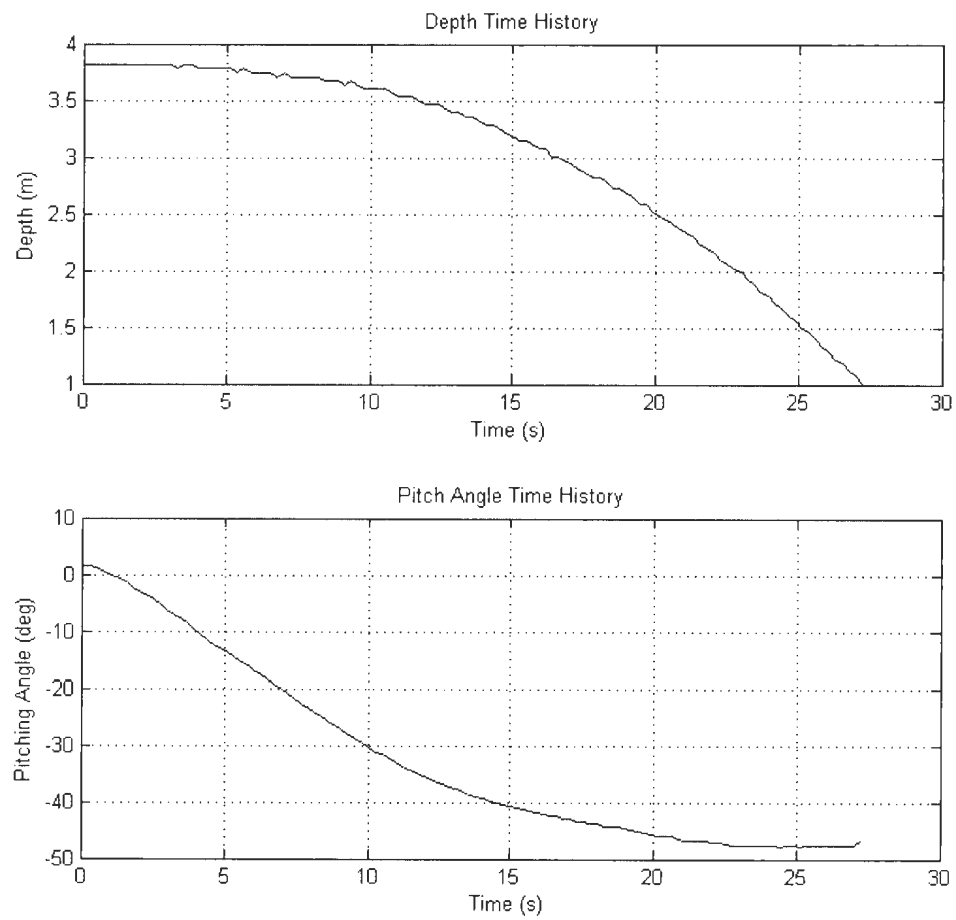 Depth Time History
4
3.5
3
2.5
2
1.5
1
Depth (m)
0 5 10 15 20 25 30
Time (s)
Pitch Angle Time History
10
0
-10
-20
-30
-40
-50
Pitching Angle (deg)
0 5 10 15 20 25 30
Time (s)